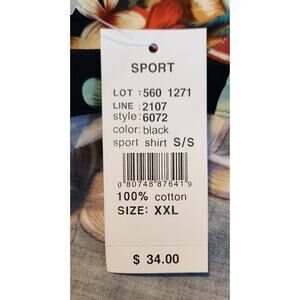 SPORT
LOT :560 1271
LINE :2107
style:6072
color:black
sport shirt S/S
0 80748 87641 9
100% cotton
SIZE: XXL
$ 34.00